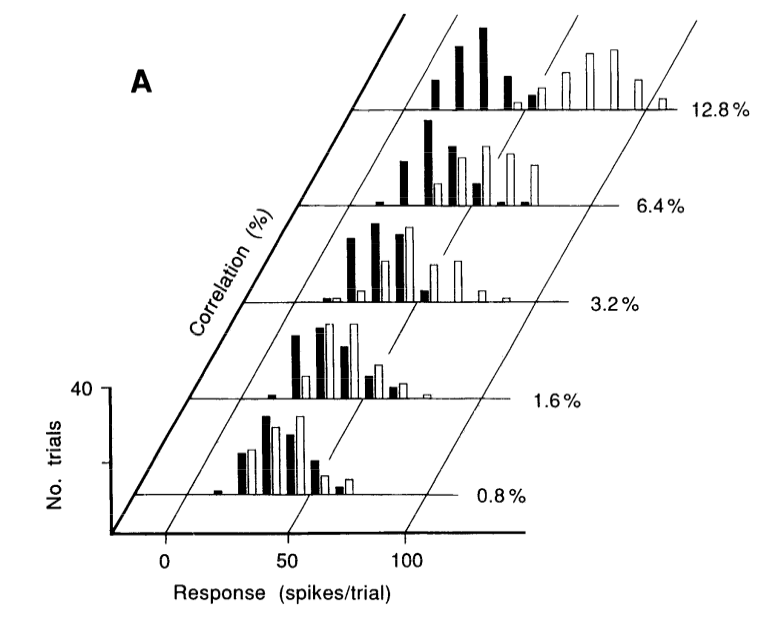 A
12.8%
6.4%
3.2%
1.6%
0.8%
Correlation (%)
40
No. trials
0 50 100
Response (spikes/trial)